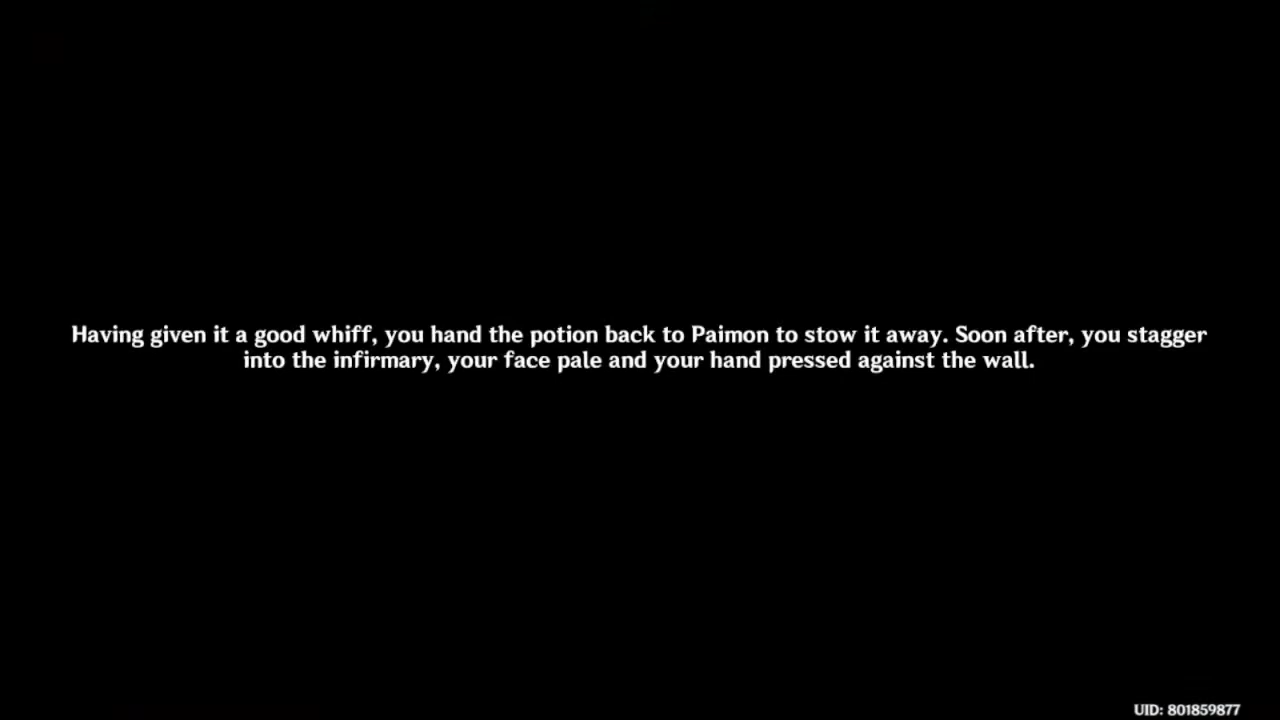 Having given it a good whiff, you hand the potion back to Paimon to stow it away. Soon after, you stagger
into the infirmary, your face pale and your hand pressed against the wall.
UID: 801859877